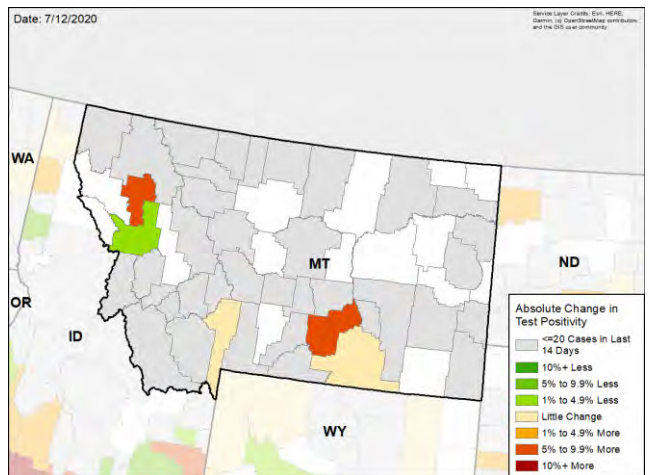 Date: 7/12/2020
Service Layer Credits: Esri, HERE,
Garmin, (c) OpenStreetMap contributors
and the GIS user community
WA
MT
ND
OR
ID
WY
Absolute Change in
Test Positivity
<=20 Cases in Last
14 Days
10%+ Less
5% to 9.9% Less
1% to 4.9% Less
Little Change
1% to 4.9% More
5% to 9.9% More
10%+ More